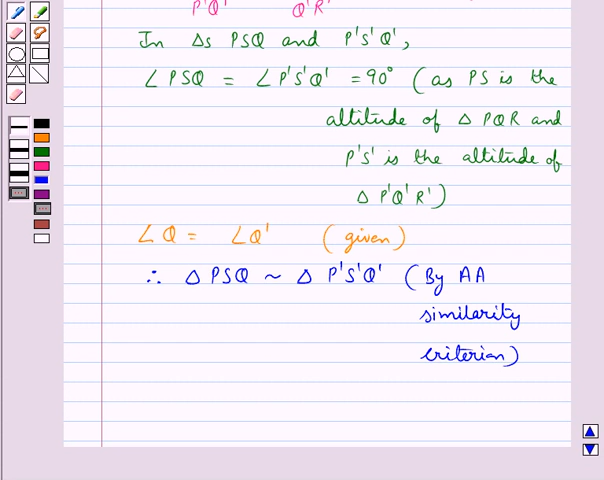 P'Q' Q'R'
In Δs PSQ and P'S'Q',
∠PSQ = ∠P'S'Q' = 90° (as PS is the
altitude of Δ PQR and
P'S' is the altitude of
Δ P'Q'R')
∠Q = ∠Q' (given)
∴ Δ PSQ ~ Δ P'S'Q' (By AA
similarity
criterian)